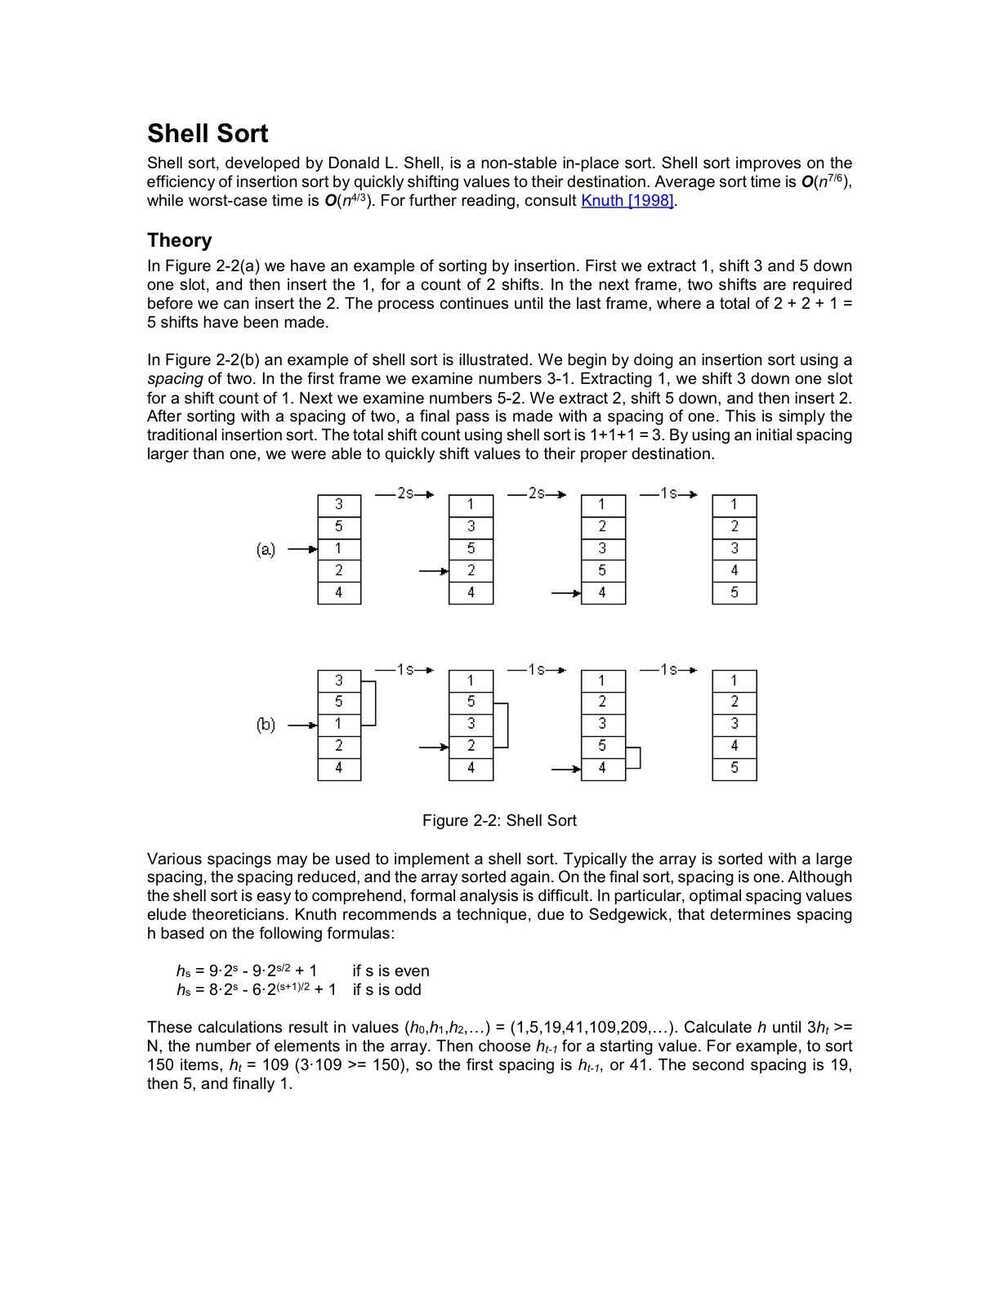 Shell Sort
Shell sort, developed by Donald L. Shell, is a non-stable in-place sort. Shell sort improves on the
efficiency of insertion sort by quickly shifting values to their destination. Average sort time is O(n7/6),
while worst-case time is O(n4/3). For further reading, consult Knuth [1998].
Theory
In Figure 2-2(a) we have an example of sorting by insertion. First we extract 1, shift 3 and 5 down
one slot, and then insert the 1, for a count of 2 shifts. In the next frame, two shifts are required
before we can insert the 2. The process continues until the last frame, where a total of 2 + 2 + 1 =
5 shifts have been made.
In Figure 2-2(b) an example of shell sort is illustrated. We begin by doing an insertion sort using a
spacing of two. In the first frame we examine numbers 3-1. Extracting 1, we shift 3 down one slot
for a shift count of 1. Next we examine numbers 5-2. We extract 2, shift 5 down, and then insert 2.
After sorting with a spacing of two, a final pass is made with a spacing of one. This is simply the
traditional insertion sort. The total shift count using shell sort is 1+1+1 = 3. By using an initial spacing
larger than one, we were able to quickly shift values to their proper destination.
2s 2s 1s
3 1 1 1
5 3 2 2
(a) 1 5 3 3
2 2 5 4
4 4 4 5
1s 1s 1s
3 1 1 1
5 5 2 2
(b) 1 3 3 3
2 2 5 4
4 4 4 5
Figure 2-2: Shell Sort
Various spacings may be used to implement a shell sort. Typically the array is sorted with a large
spacing, the spacing reduced, and the array sorted again. On the final sort, spacing is one. Although
the shell sort is easy to comprehend, formal analysis is difficult. In particular, optimal spacing values
elude theoreticians. Knuth recommends a technique, due to Sedgewick, that determines spacing
h based on the following formulas:
hs = 9·2s - 9·2s/2 + 1 if s is even
hs = 8·2s - 6·2(s+1)/2 + 1 if s is odd
These calculations result in values (h0,h1,h2,…) = (1,5,19,41,109,209,…). Calculate h until 3ht >=
N, the number of elements in the array. Then choose ht-1 for a starting value. For example, to sort
150 items, ht = 109 (3·109 >= 150), so the first spacing is ht-1, or 41. The second spacing is 19,
then 5, and finally 1.